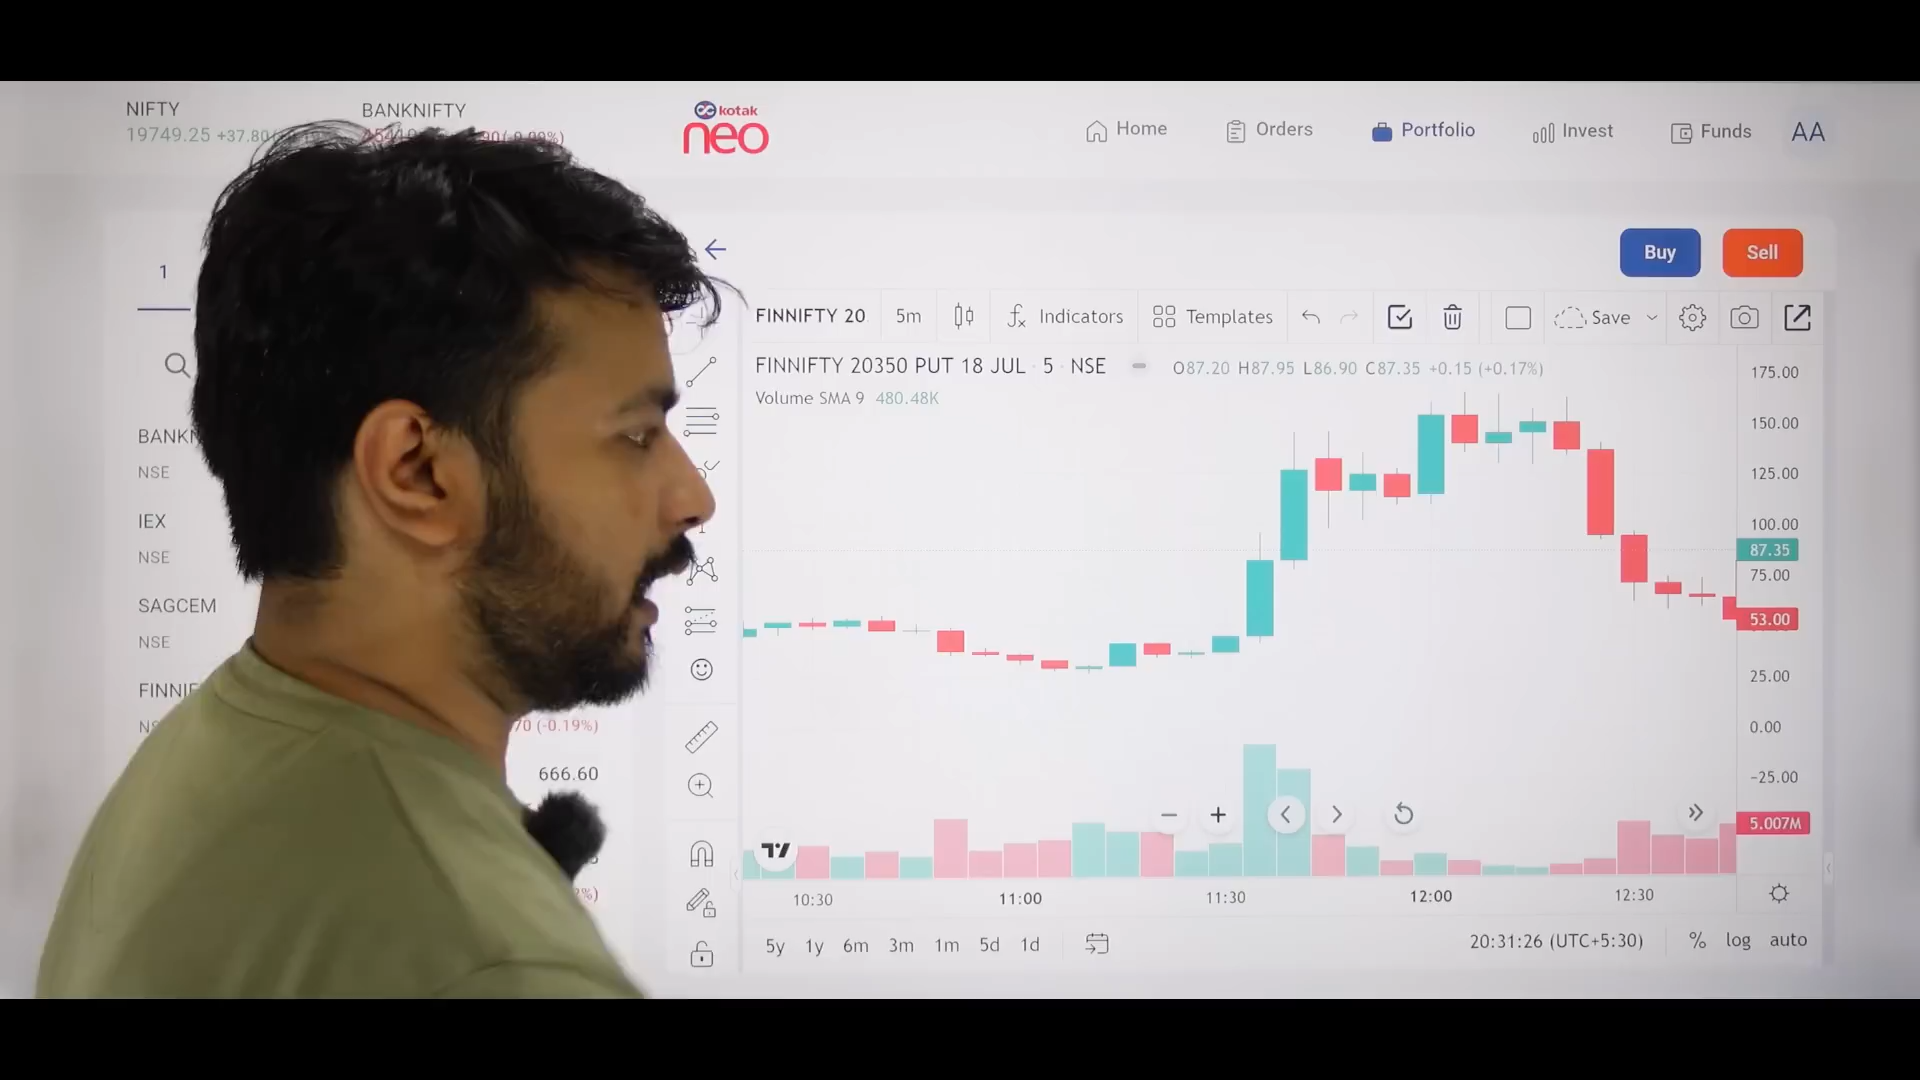 NIFTY
19749.25 +37.80
BANKNIFTY
kotak
neo
Home
Orders
Portfolio
Invest
Funds
AA
1
Buy
Sell
FINNIFTY 20
5m
Indicators
Templates
Save
FINNIFTY 20350 PUT 18 JUL · 5 · NSE
O87.20 H87.95 L86.90 C87.35 +0.15 (+0.17%)
Volume SMA 9 480.48K
175.00
150.00
125.00
100.00
87.35
75.00
53.00
25.00
0.00
-25.00
5.007M
NSE
IEX
NSE
SAGCEM
NSE
70 (-0.19%)
666.60
10:30
11:00
11:30
12:00
12:30
5y 1y 6m 3m 1m 5d 1d
20:31:26 (UTC+5:30)
% log auto